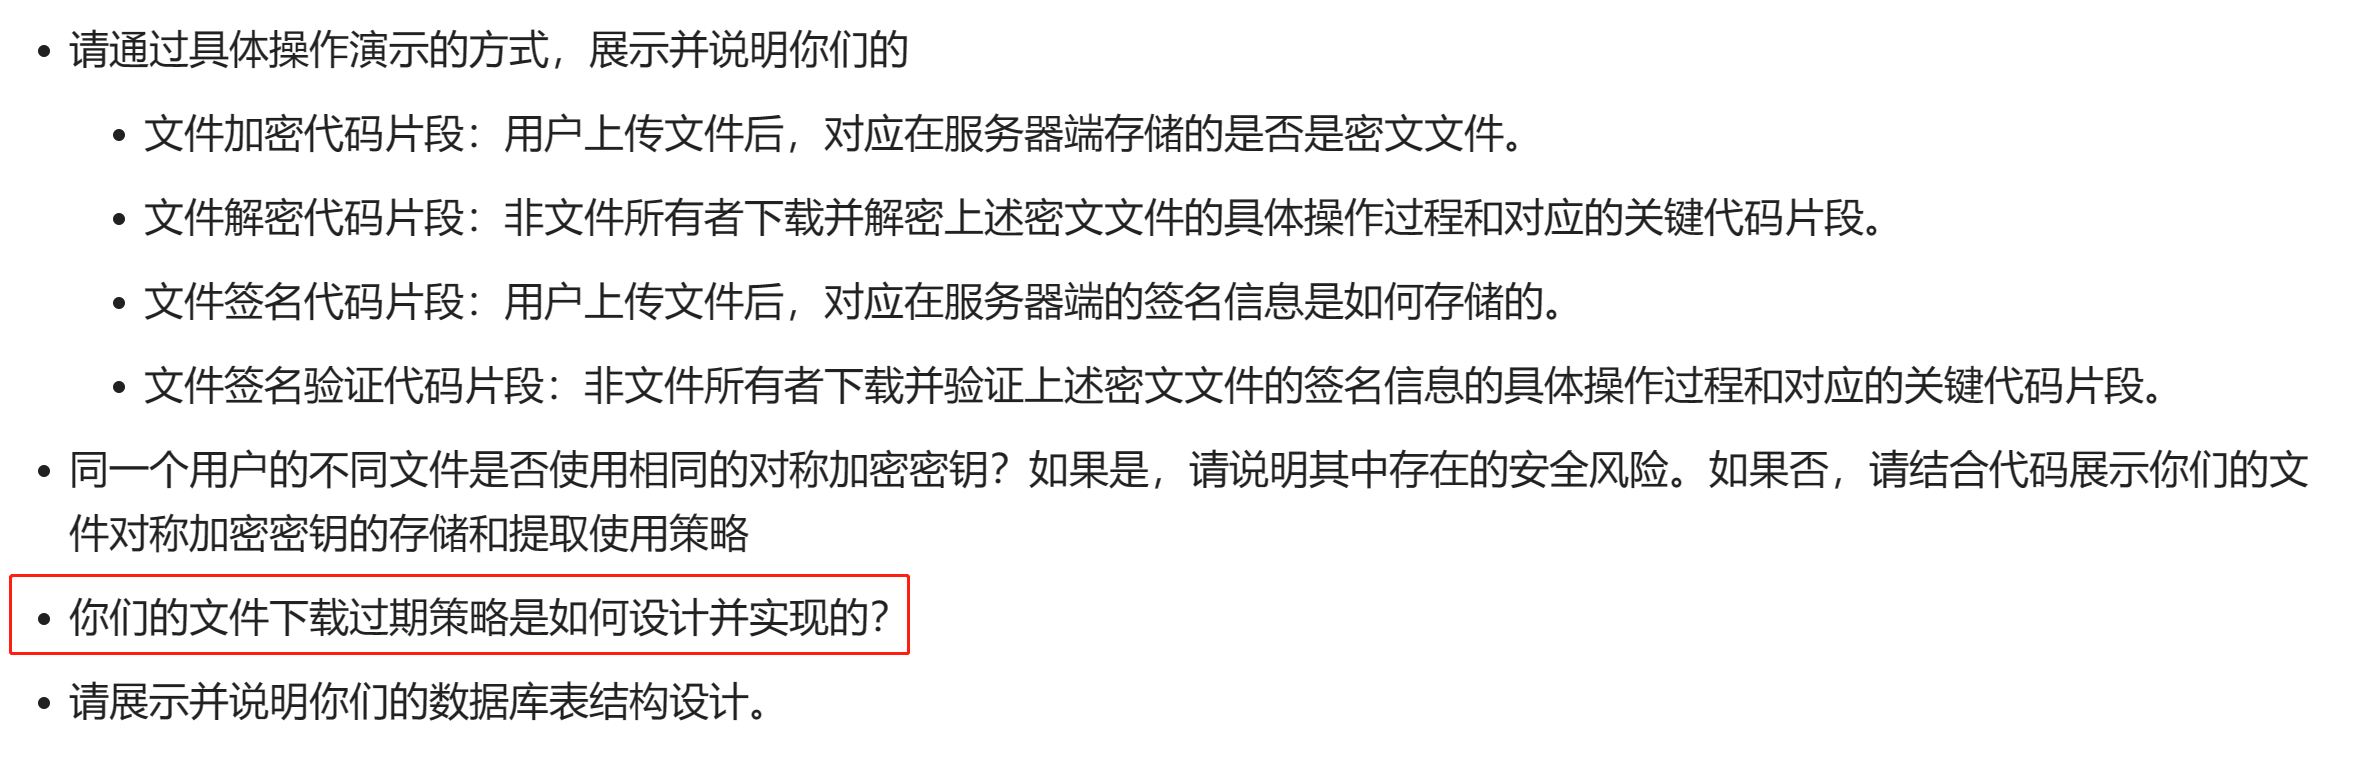 请通过具体操作演示的方式，展示并说明你们的
文件加密代码片段：用户上传文件后，对应在服务器端存储的是否是密文文件。
文件解密代码片段：非文件所有者下载并解密上述密文文件的具体操作过程和对应的关键代码片段。
文件签名代码片段：用户上传文件后，对应在服务器端的签名信息是如何存储的。
文件签名验证代码片段：非文件所有者下载并验证上述密文文件的签名信息的具体操作过程和对应的关键代码片段。
同一个用户的不同文件是否使用相同的对称加密密钥？如果是，请说明其中存在的安全风险。如果否，请结合代码展示你们的文
件对称加密密钥的存储和提取使用策略
你们的文件下载过期策略是如何设计并实现的？
请展示并说明你们的数据库表结构设计。